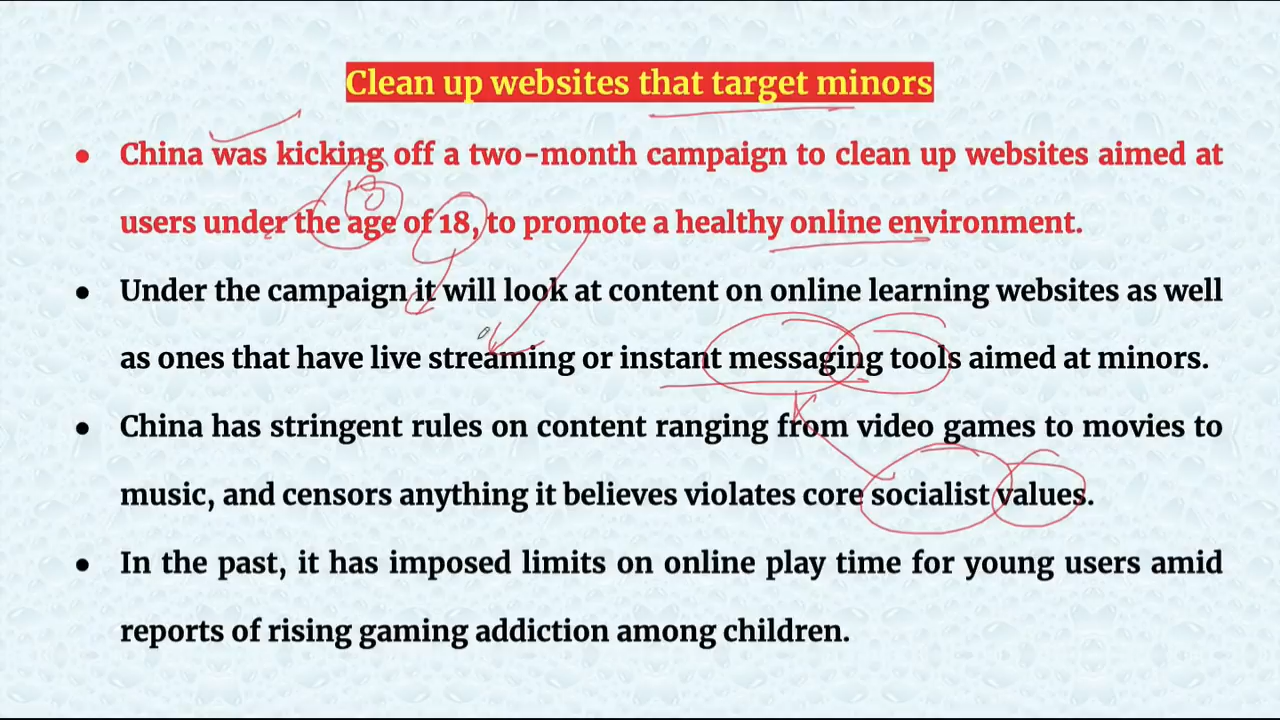 Clean up websites that target minors
• China was kicking off a two-month campaign to clean up websites aimed at
users under the age of 18, to promote a healthy online environment.
• Under the campaign it will look at content on online learning websites as well
as ones that have live streaming or instant messaging tools aimed at minors.
• China has stringent rules on content ranging from video games to movies to
music, and censors anything it believes violates core socialist values.
• In the past, it has imposed limits on online play time for young users amid
reports of rising gaming addiction among children.